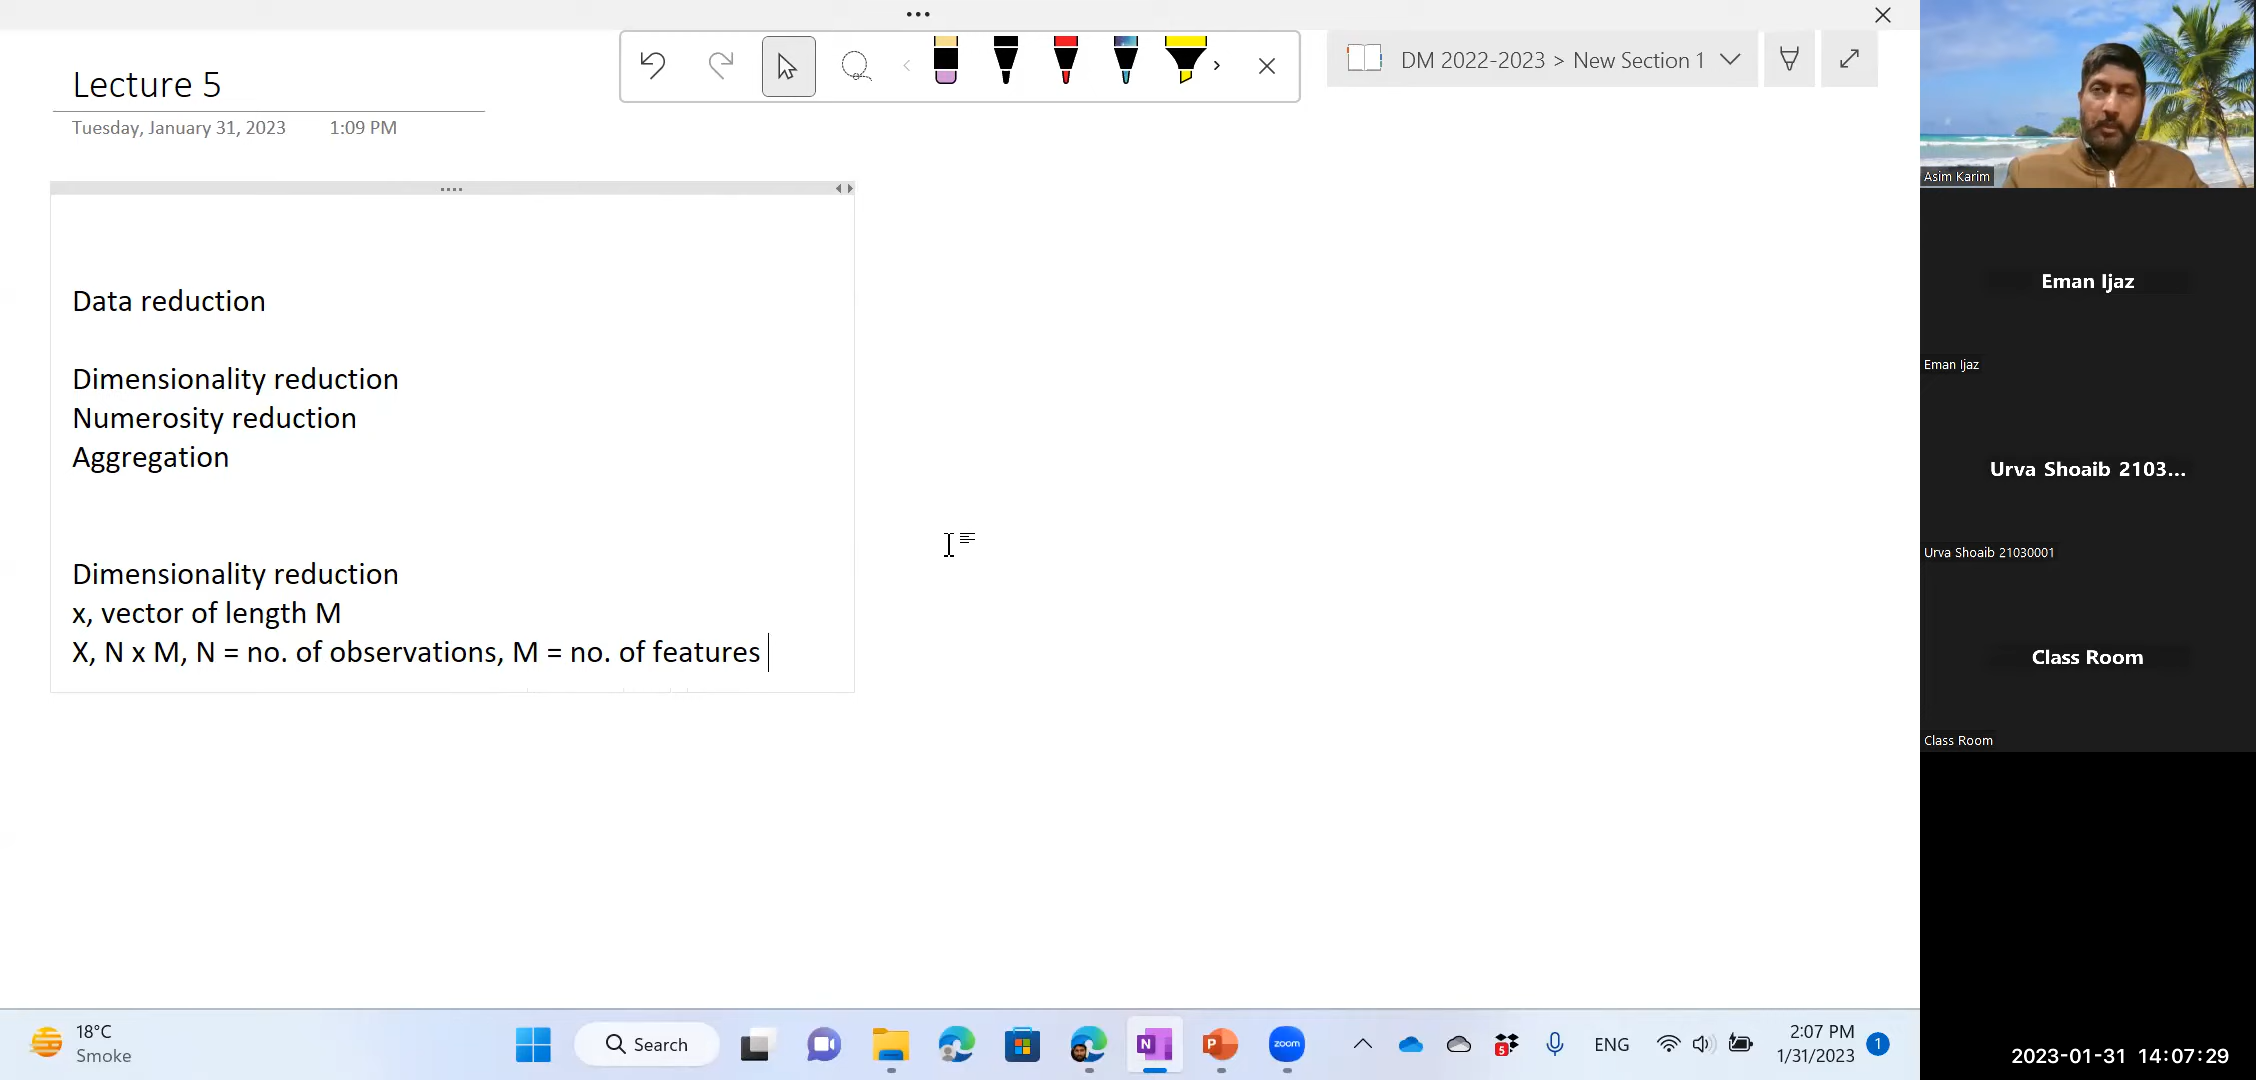 Lecture 5
Tuesday, January 31, 2023 1:09 PM
Data reduction
Dimensionality reduction
Numerosity reduction
Aggregation
Dimensionality reduction
x, vector of length M
X, N x M, N = no. of observations, M = no. of features
DM 2022-2023 > New Section 1
Asim Karim
Eman Ijaz
Eman Ijaz
Urva Shoaib 2103...
Urva Shoaib 21030001
Class Room
Class Room
18°C
Smoke
Search
N
P
zoom
5
ENG
2:07 PM
1/31/2023
1
2023-01-31 14:07:29